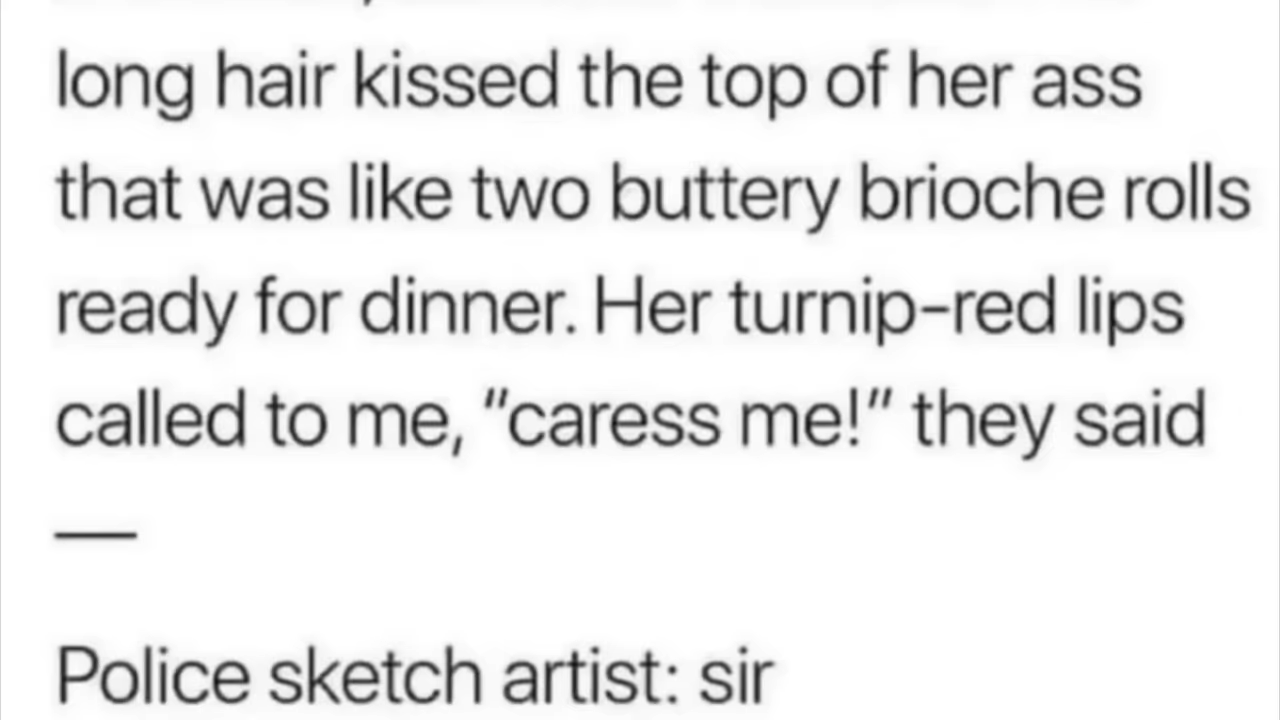 long hair kissed the top of her ass
that was like two buttery brioche rolls
ready for dinner. Her turnip-red lips
called to me, "caress me!" they said
—
Police sketch artist: sir